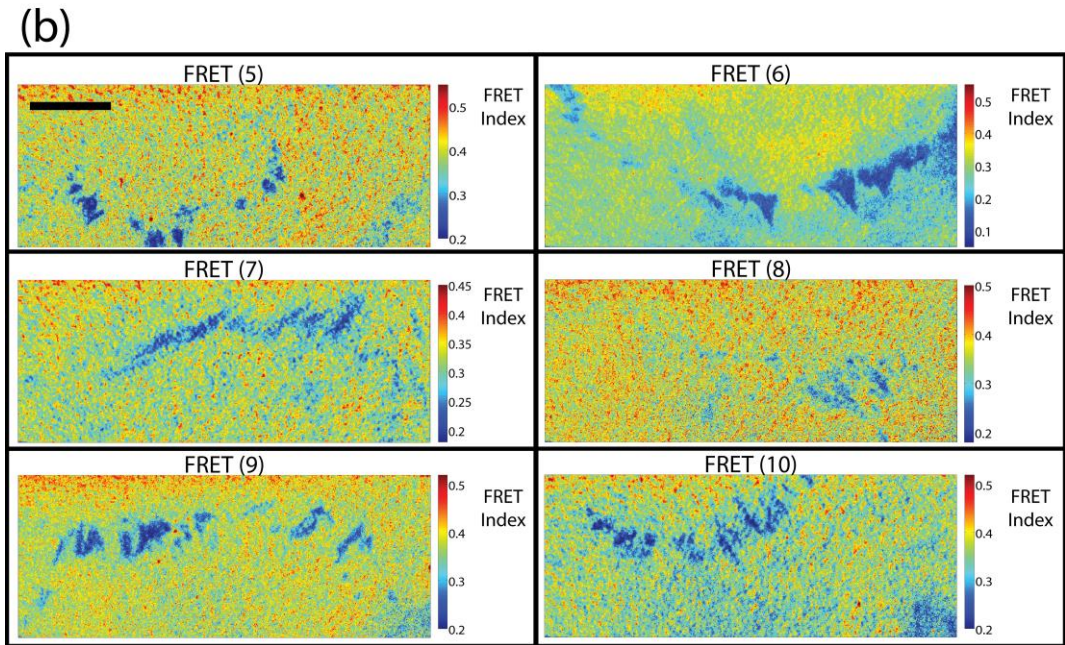 (b)
FRET (5)
0.5
0.4
0.3
0.2
FRET
Index
FRET (6)
0.5
0.4
0.3
0.2
0.1
FRET
Index
FRET (7)
0.45
0.4
0.35
0.3
0.25
0.2
FRET
Index
FRET (8)
0.5
0.4
0.3
0.2
FRET
Index
FRET (9)
0.5
0.4
0.3
0.2
FRET
Index
FRET (10)
0.5
0.4
0.3
0.2
FRET
Index